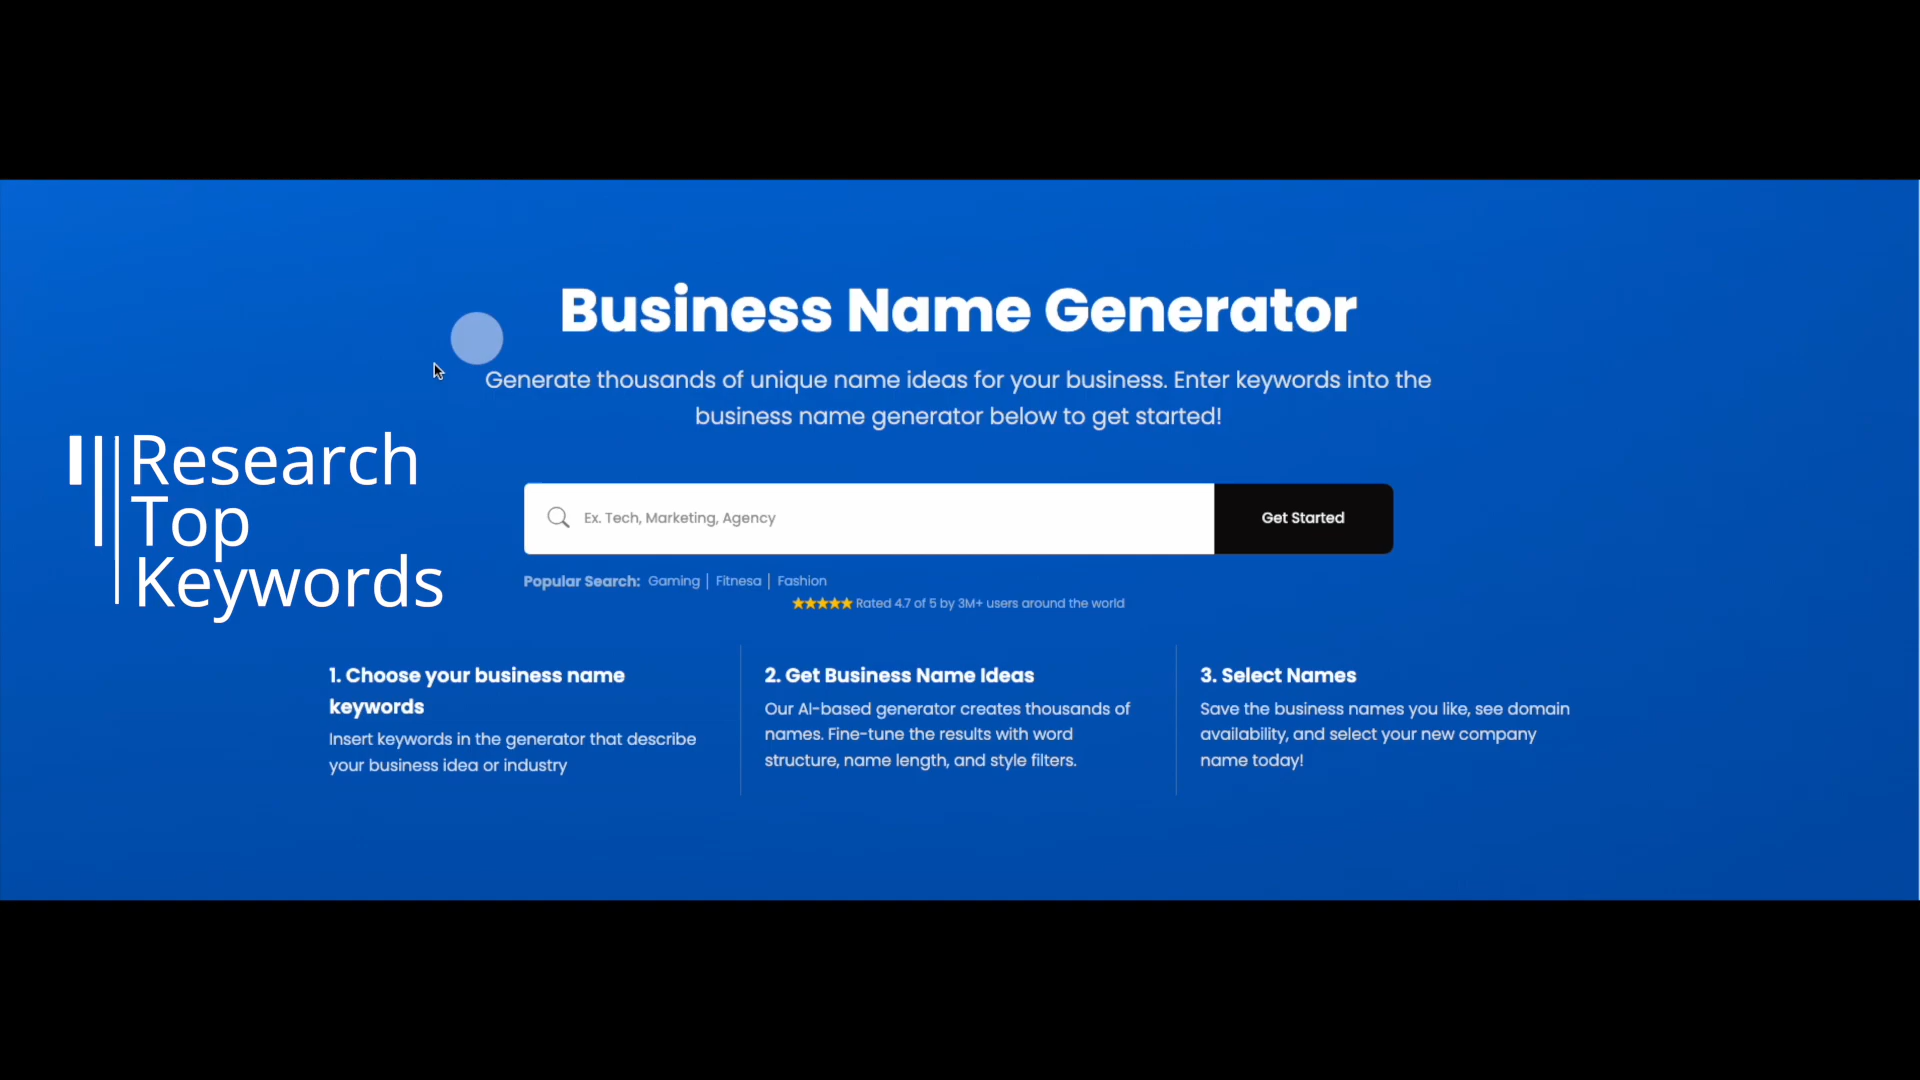 Business Name Generator
Generate thousands of unique name ideas for your business. Enter keywords into the
business name generator below to get started!
Research
Top
Keywords
Ex. Tech, Marketing, Agency
Get Started
Popular Search: Gaming | Fitnesa | Fashion
Rated 4.7 of 5 by 3M+ users around the world
1. Choose your business name
keywords
Insert keywords in the generator that describe
your business idea or industry
2. Get Business Name Ideas
Our AI-based generator creates thousands of
names. Fine-tune the results with word
structure, name length, and style filters.
3. Select Names
Save the business names you like, see domain
availability, and select your new company
name today!